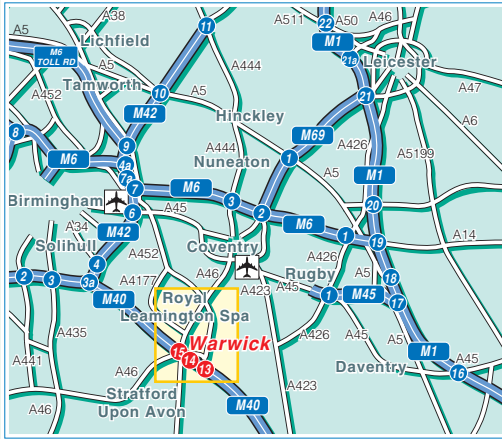 A38
11
A511
22
A50
A46
A5
Lichfield
M1
M6
TOLL RD
A5
21a
Leicester
Tamworth
A444
A452
10
A5
21
A47
M42
Hinckley
8
9
M69
A6
M6
4a
A444
1
A426
A5199
7a
Nuneaton
A5
M1
7
M6
3
Birmingham
A45
2
20
6
M6
A34
M42
1
19
A14
Solihull
Coventry
A452
A426
4
A46
Rugby
A5
18
2
3
3a
A4177
A423
A45
1
M45
17
M40
Royal
Leamington Spa
A435
A426
A45
A5
15
Warwick
14
M1
A441
13
A45
A46
Daventry
16
Stratford
Upon Avon
A423
A46
M40